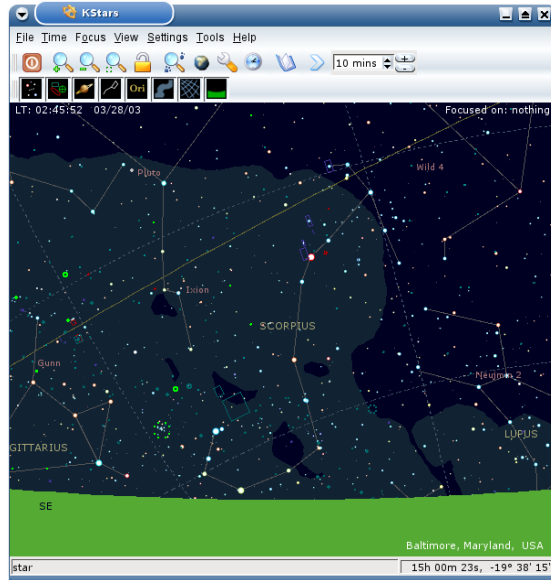 KStars
File Time Focus View Settings Tools Help
10 mins
Ori
LT: 02:45:52 03/28/03 Focused on: nothing
Pluto
Wild 4
Ixion
SCORPIUS
Gunn
Neujmin 2
GITTARIUS
LUPUS
SE
Baltimore, Maryland, USA
star 15h 00m 23s, -19° 38' 15"